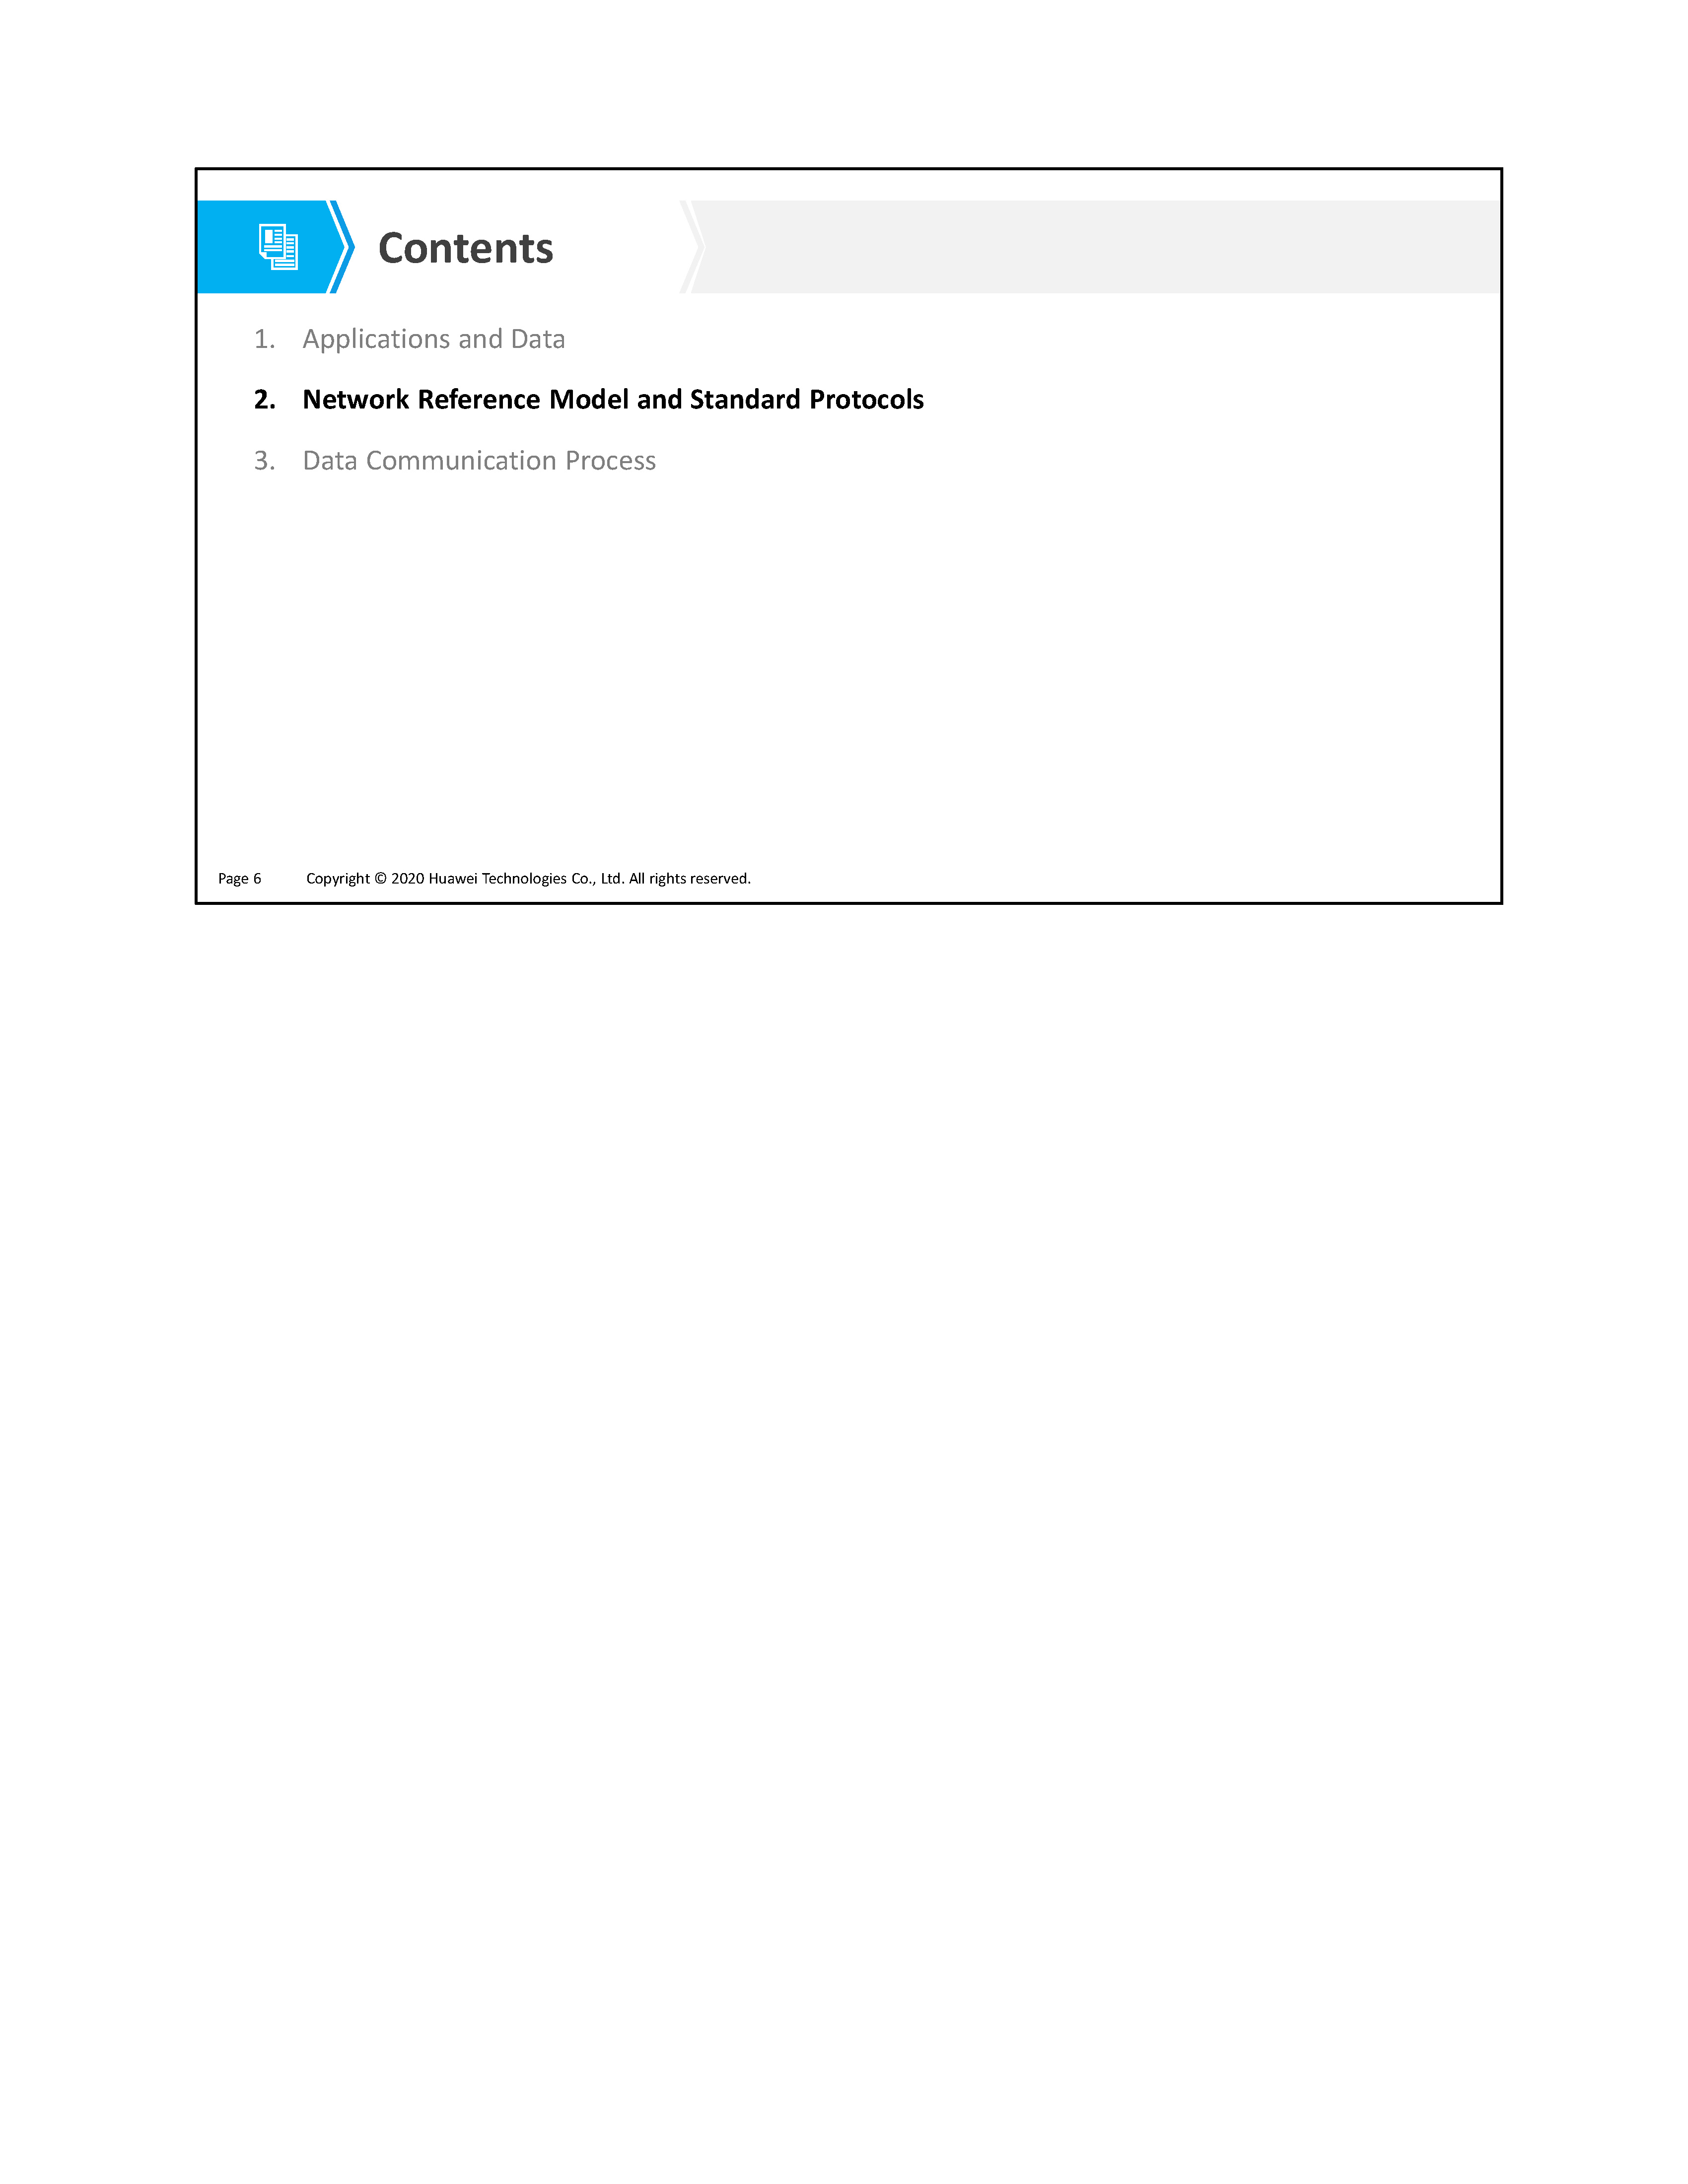 Contents
1. Applications and Data
2. Network Reference Model and Standard Protocols
3. Data Communication Process
Page 6 Copyright © 2020 Huawei Technologies Co., Ltd. All rights reserved.